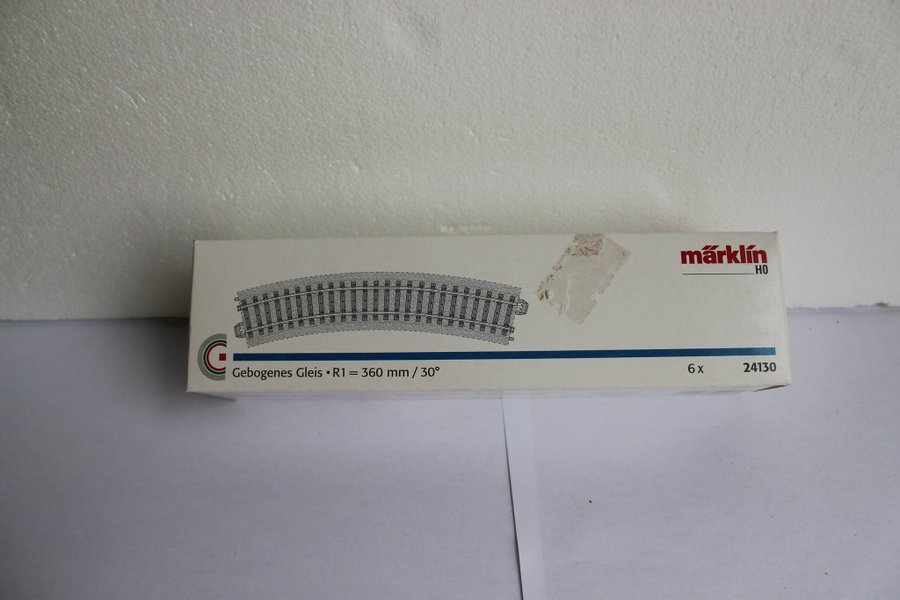 märklin
H0
Gebogenes Gleis • R1 = 360 mm / 30°
6 x 24130